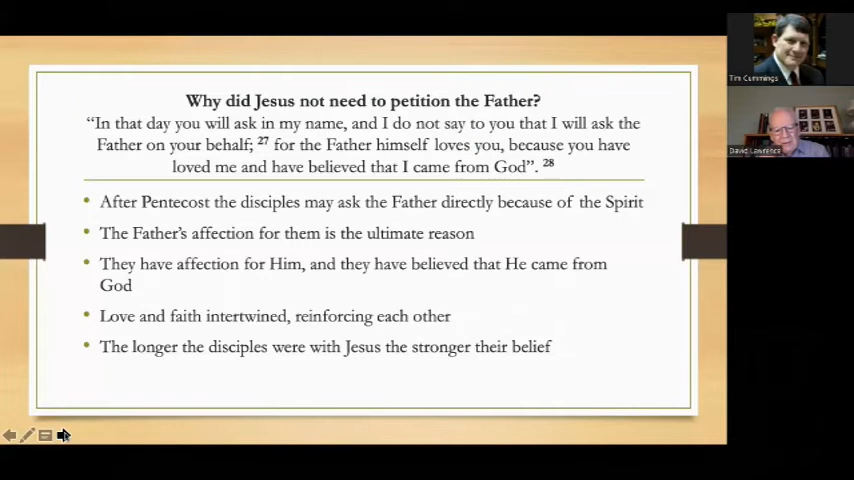 Why did Jesus not need to petition the Father?
“In that day you will ask in my name, and I do not say to you that I will ask the
Father on your behalf; 27 for the Father himself loves you, because you have
loved me and have believed that I came from God”. 28
• After Pentecost the disciples may ask the Father directly because of the Spirit
• The Father’s affection for them is the ultimate reason
• They have affection for Him, and they have believed that He came from
God
• Love and faith intertwined, reinforcing each other
• The longer the disciples were with Jesus the stronger their belief
Tim Cummings
David Lawrence